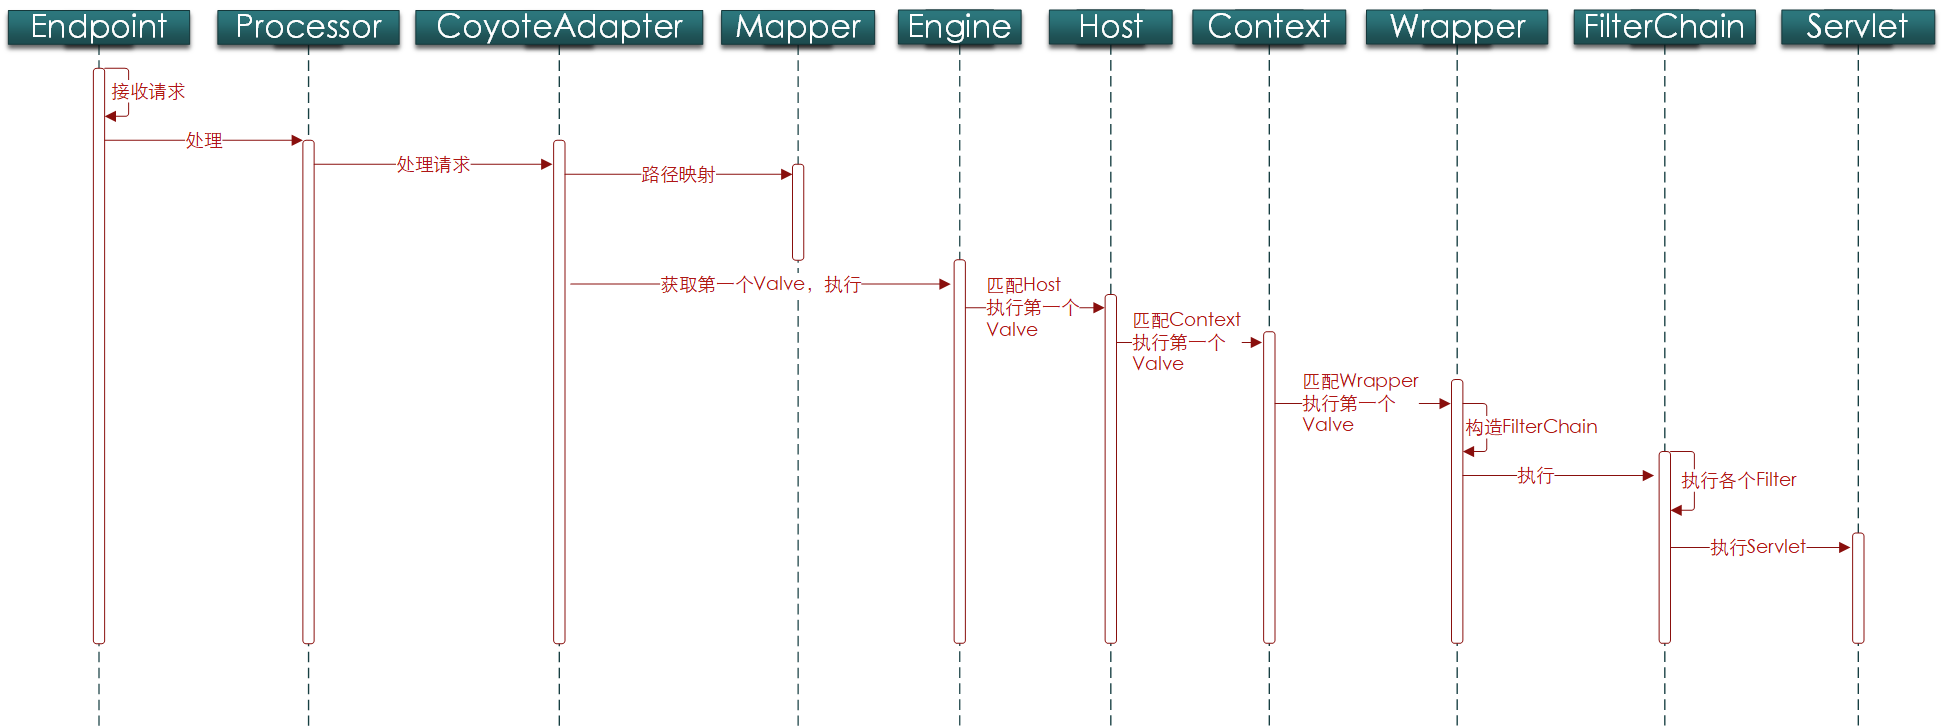 Endpoint
Processor
CoyoteAdapter
Mapper
Engine
Host
Context
Wrapper
FilterChain
Servlet
接收请求
处理
处理请求
路径映射
获取第一个Valve，执行
匹配Host
执行第一个
Valve
匹配Context
执行第一个
Valve
匹配Wrapper
执行第一个
Valve
构造FilterChain
执行
执行各个Filter
执行Servlet